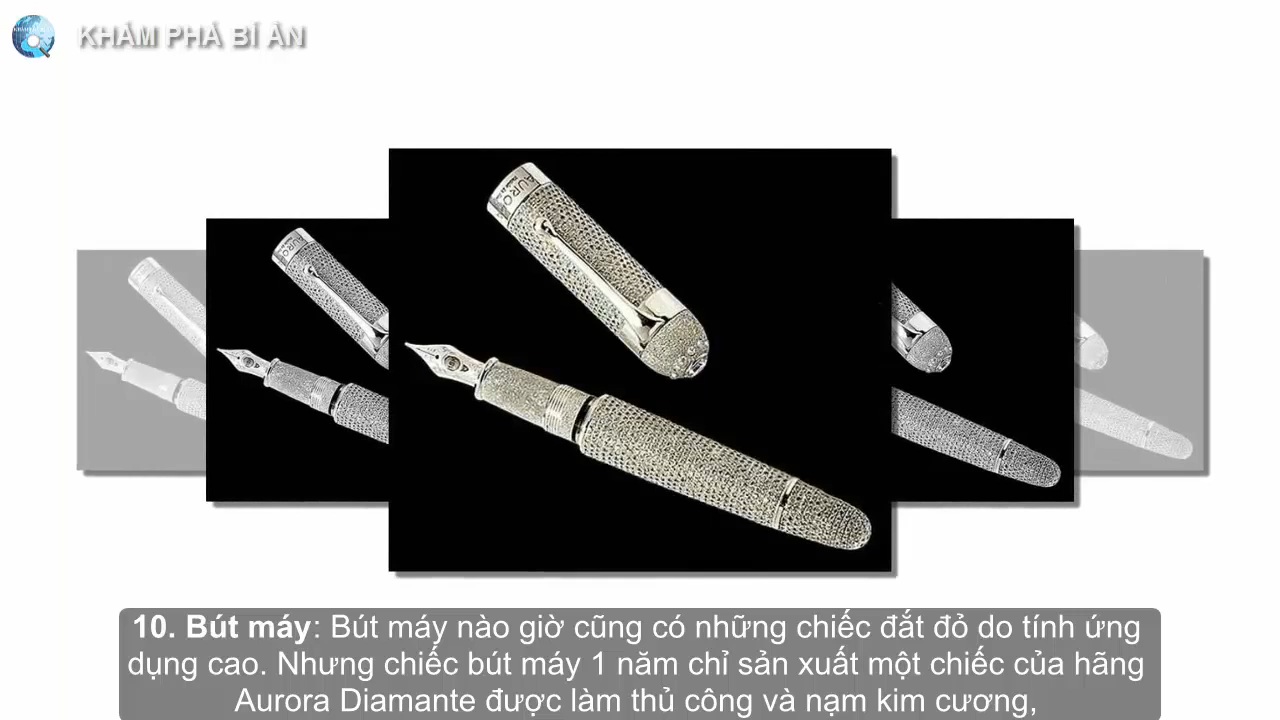 KHÁM PHÁ BÍ ẨN
AURO
AURO
10. Bút máy: Bút máy nào giờ cũng có những chiếc đắt đỏ do tính ứng
dụng cao. Nhưng chiếc bút máy 1 năm chỉ sản xuất một chiếc của hãng
Aurora Diamante được làm thủ công và nạm kim cương,